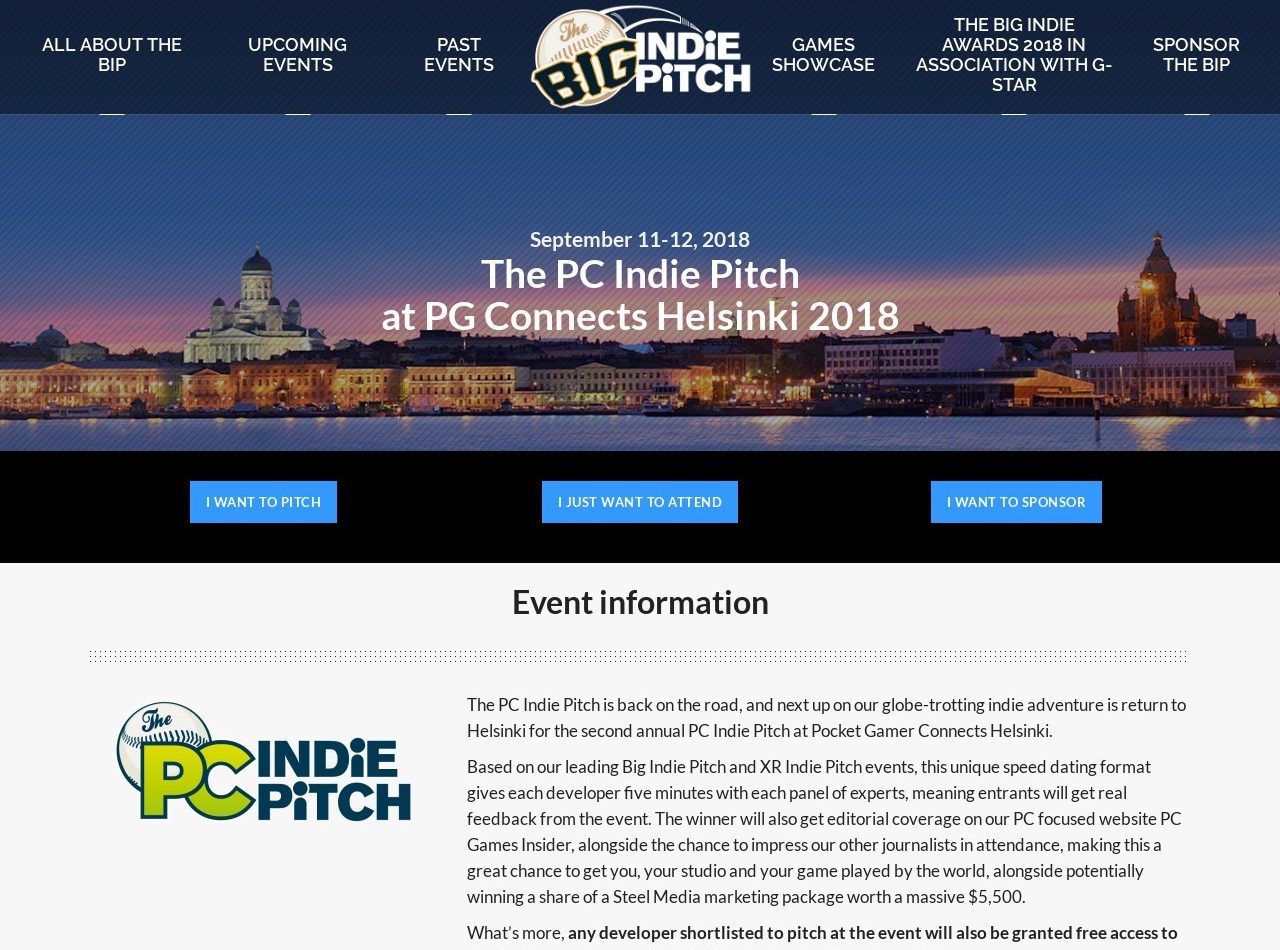 ALL ABOUT THE
BIP
UPCOMING
EVENTS
PAST
EVENTS
The
BIG
INDIE
PITCH
GAMES
SHOWCASE
THE BIG INDIE
AWARDS 2018 IN
ASSOCIATION WITH G-
STAR
SPONSOR
THE BIP
September 11-12, 2018
The PC Indie Pitch
at PG Connects Helsinki 2018
I WANT TO PITCH
I JUST WANT TO ATTEND
I WANT TO SPONSOR
Event information
The
PC INDIE
PITCH
The PC Indie Pitch is back on the road, and next up on our globe-trotting indie adventure is return to
Helsinki for the second annual PC Indie Pitch at Pocket Gamer Connects Helsinki.
Based on our leading Big Indie Pitch and XR Indie Pitch events, this unique speed dating format
gives each developer five minutes with each panel of experts, meaning entrants will get real
feedback from the event. The winner will also get editorial coverage on our PC focused website PC
Games Insider, alongside the chance to impress our other journalists in attendance, making this a
great chance to get you, your studio and your game played by the world, alongside potentially
winning a share of a Steel Media marketing package worth a massive $5,500.
What’s more, any developer shortlisted to pitch at the event will also be granted free access to